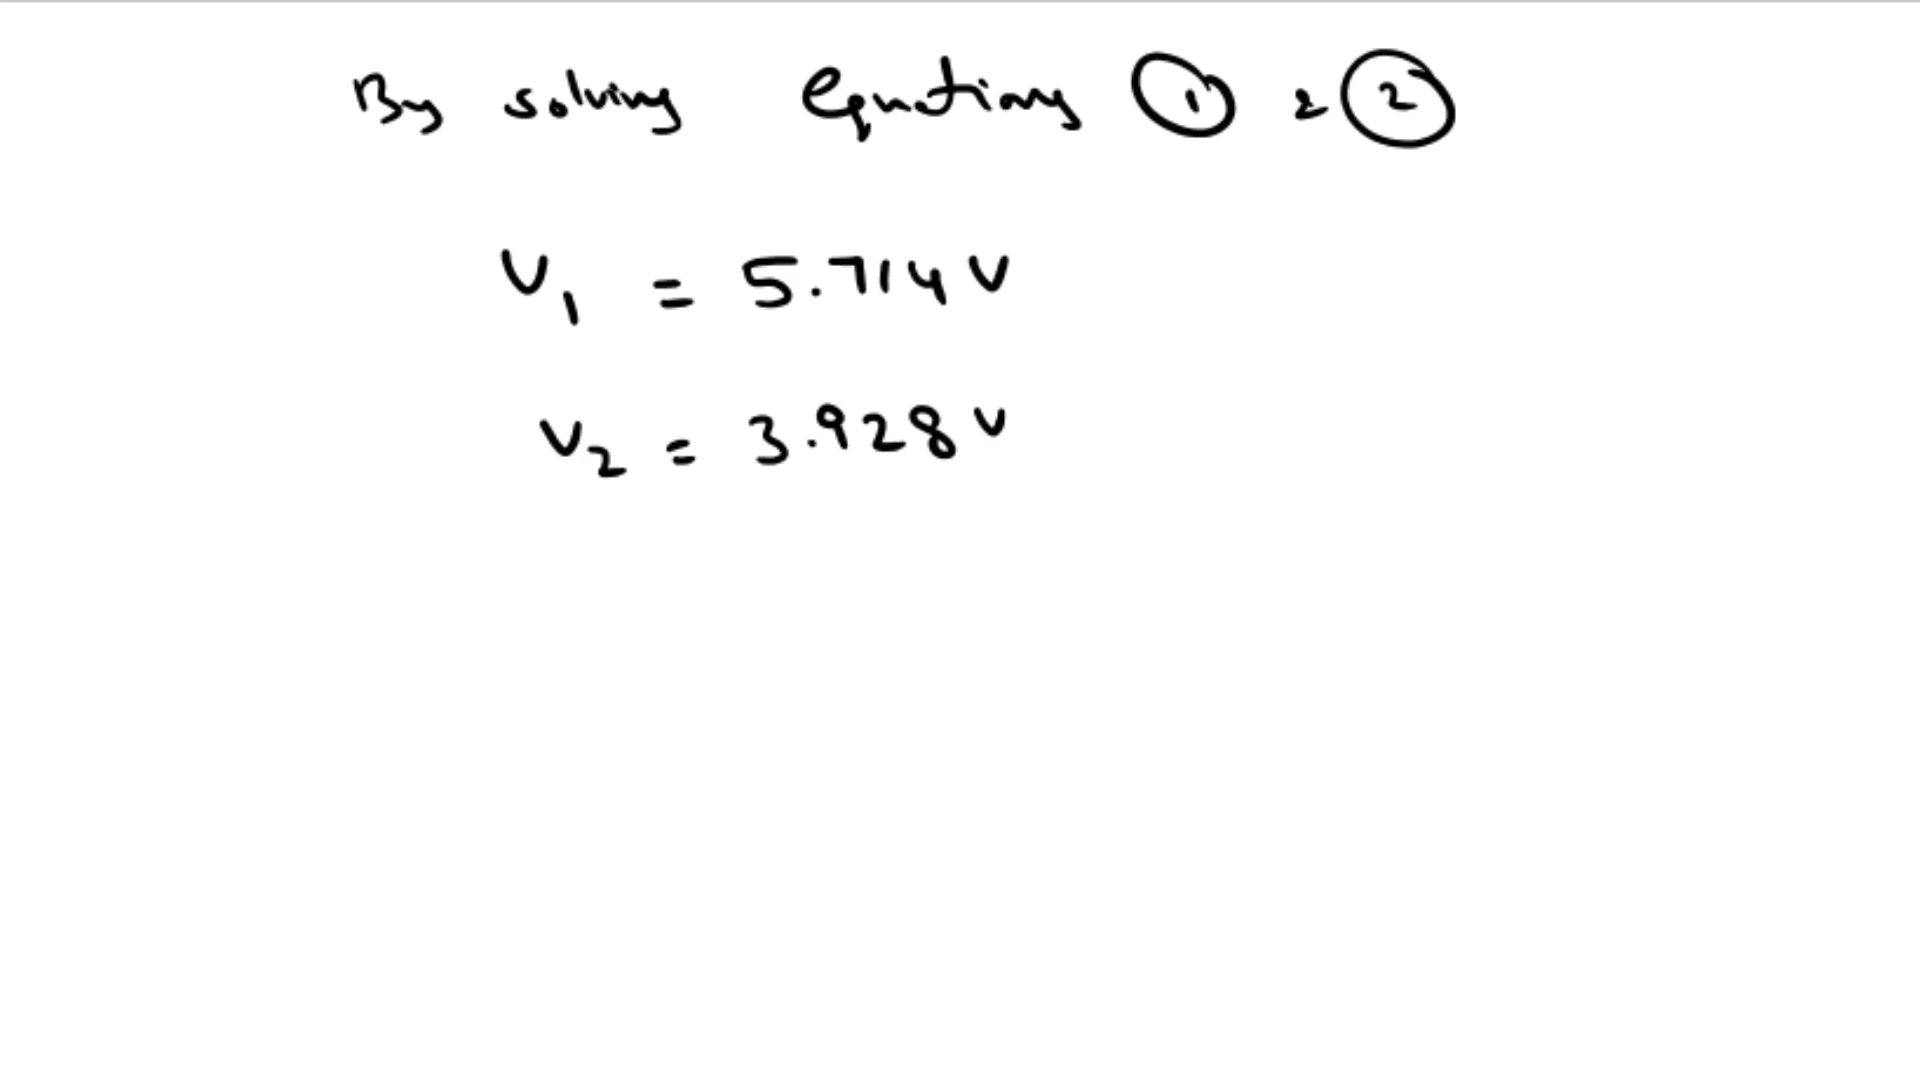 By solving equations ① & ②
V₁ = 5.714 V
V₂ = 3.928 V